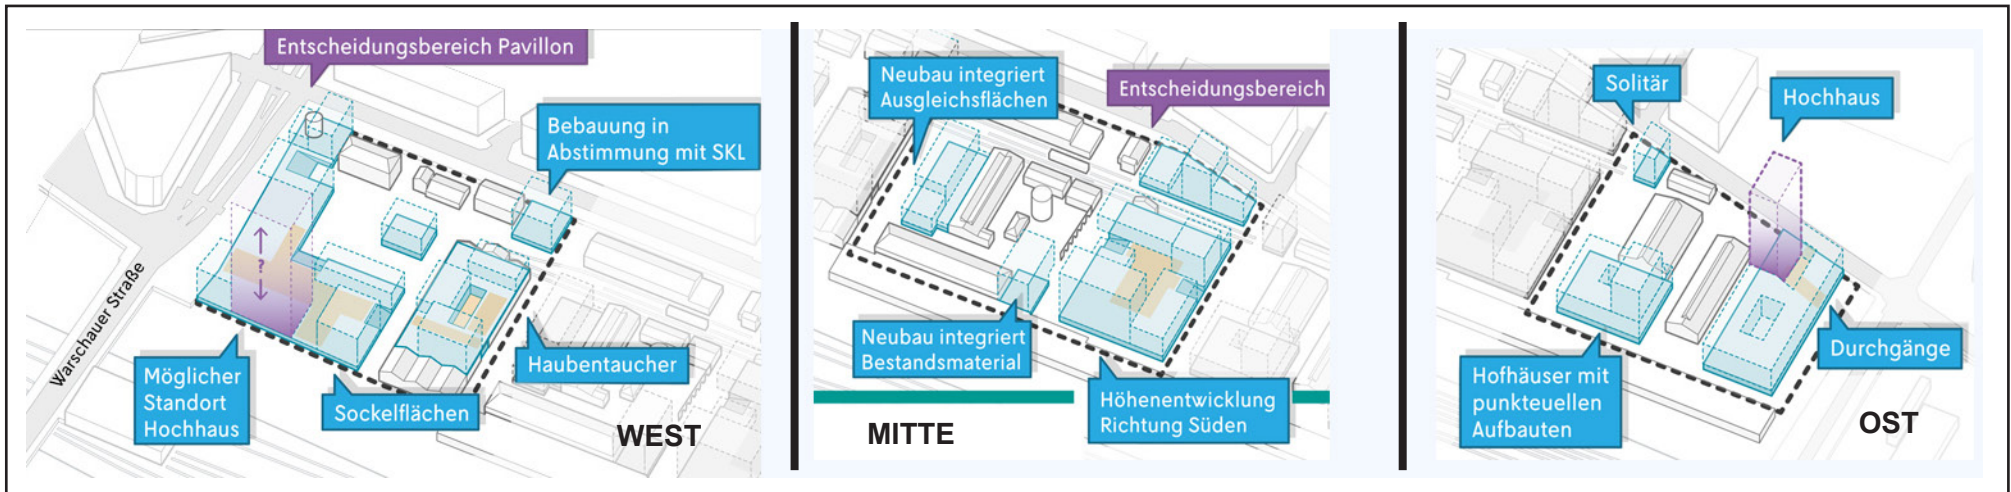 Entscheidungsbereich Pavillon
Bebauung in
Abstimmung mit SKL
Warschauer Straße
?
Möglicher
Standort
Hochhaus
Sockelflächen
Haubentaucher
WEST
Neubau integriert
Ausgleichsflächen
Entscheidungsbereich
Neubau integriert
Bestandsmaterial
Höhenentwicklung
Richtung Süden
MITTE
Solitär
Hochhaus
Durchgänge
Hofhäuser mit
punkteuellen
Aufbauten
OST